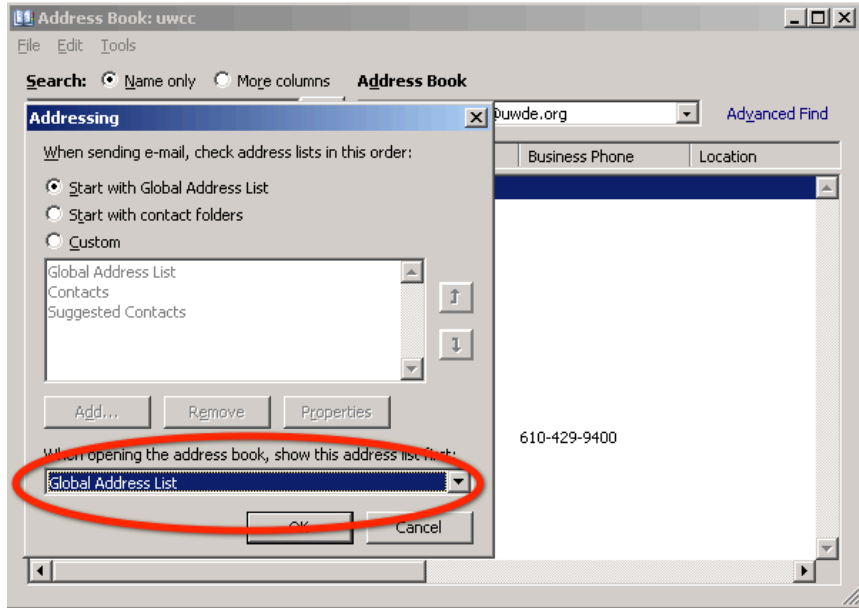 Address Book: uwcc
File Edit Tools
Search: Name only More columns Address Book
@uwde.org Advanced Find
Business Phone Location
Addressing
When sending e-mail, check address lists in this order:
Start with Global Address List
Start with contact folders
Custom
Global Address List
Contacts
Suggested Contacts
Add... Remove Properties
610-429-9400
When opening the address book, show this address list first:
Global Address List
OK Cancel